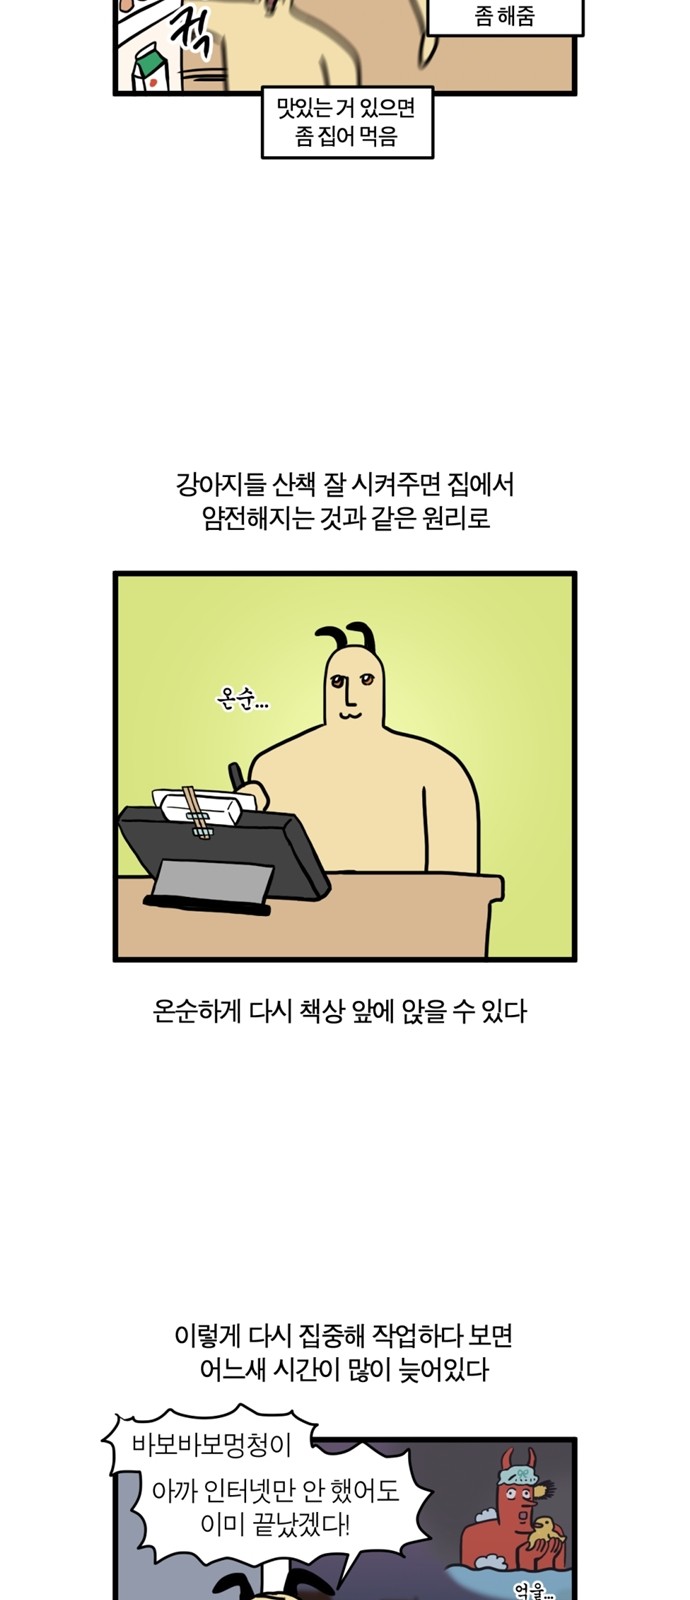 좀 해줌
척
맛있는 거 있으면
좀 집어 먹음
강아지들 산책 잘 시켜주면 집에서
얌전해지는 것과 같은 원리로
온순...
온순하게 다시 책상 앞에 앉을 수 있다
이렇게 다시 집중해 작업하다 보면
어느새 시간이 많이 늦어있다
바보바보멍청이
아까 인터넷만 안 했어도
이미 끝났겠다!
억울...